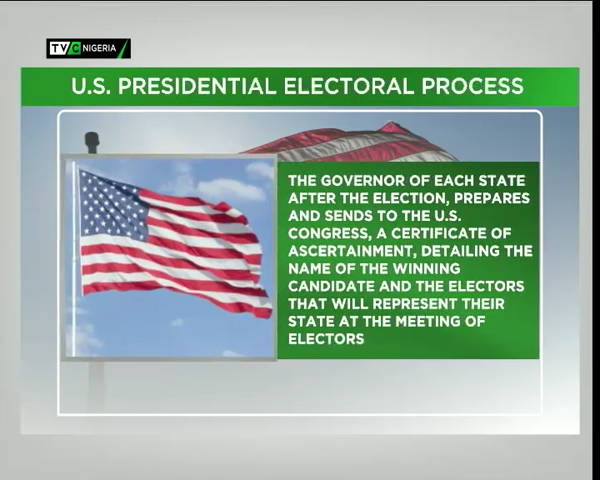 TVC NIGERIA
U.S. PRESIDENTIAL ELECTORAL PROCESS
THE GOVERNOR OF EACH STATE
AFTER THE ELECTION, PREPARES
AND SENDS TO THE U.S.
CONGRESS, A CERTIFICATE OF
ASCERTAINMENT, DETAILING THE
NAME OF THE WINNING
CANDIDATE AND THE ELECTORS
THAT WILL REPRESENT THEIR
STATE AT THE MEETING OF
ELECTORS